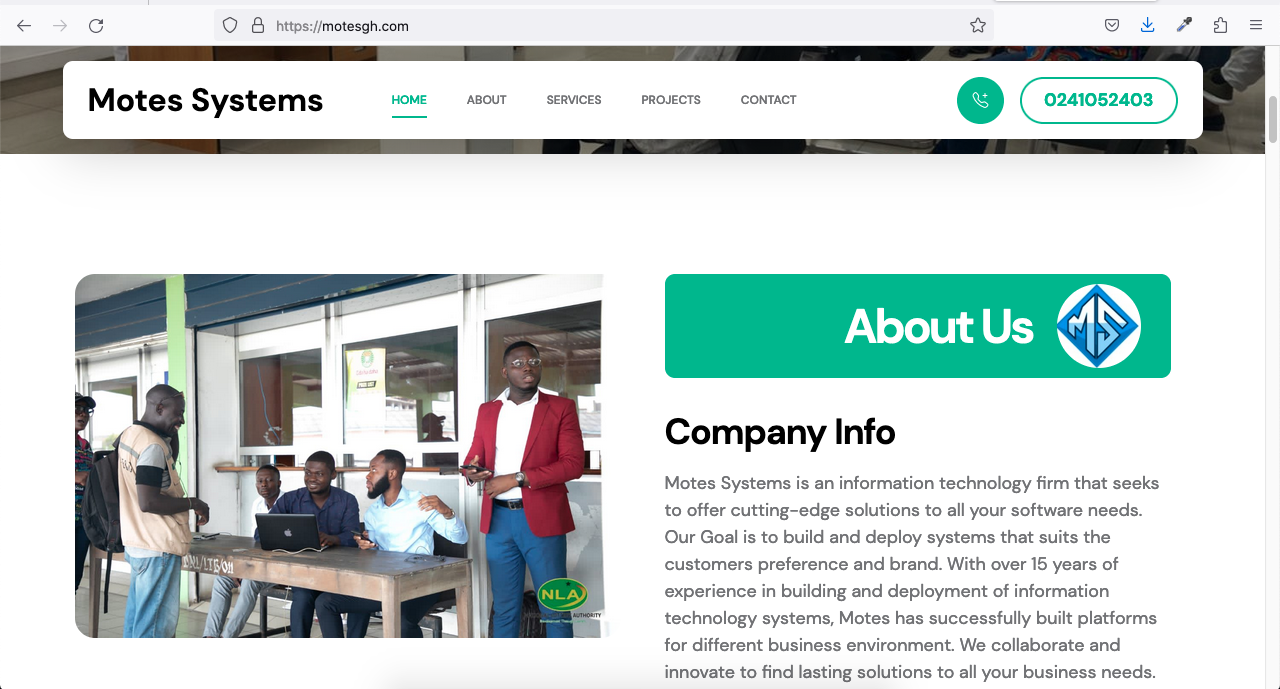 https://motesgh.com
Motes Systems
HOME
ABOUT
SERVICES
PROJECTS
CONTACT
0241052403
NLA
AUTHORITY
About Us
MS
Company Info
Motes Systems is an information technology firm that seeks
to offer cutting-edge solutions to all your software needs.
Our Goal is to build and deploy systems that suits the
customers preference and brand. With over 15 years of
experience in building and deployment of information
technology systems, Motes has successfully built platforms
for different business environment. We collaborate and
innovate to find lasting solutions to all your business needs.